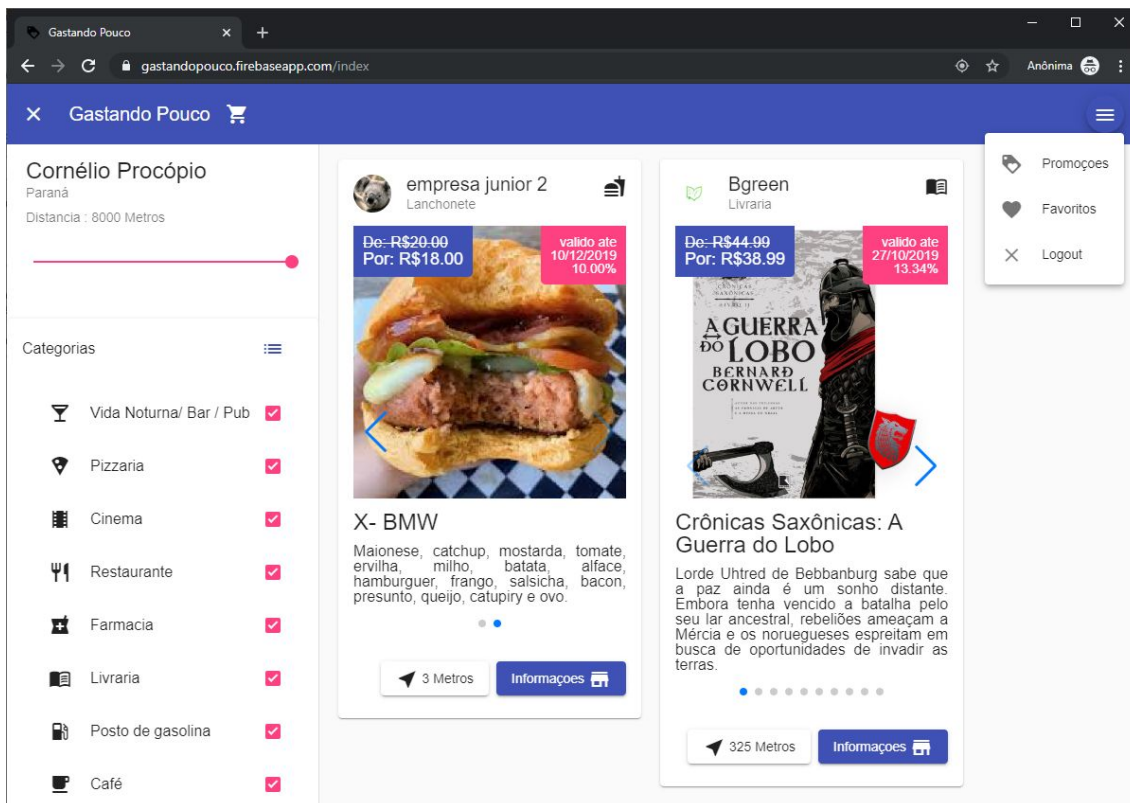 Gastando Pouco
gastandopouco.firebaseapp.com/index
Anônima
Gastando Pouco
Promoçoes
Favoritos
Logout
Cornélio Procópio
Paraná
Distancia : 8000 Metros
Categorias
Vida Noturna/ Bar / Pub
Pizzaria
Cinema
Restaurante
Farmacia
Livraria
Posto de gasolina
Café
empresa junior 2
Lanchonete
De: R$20.00
Por: R$18.00
valido ate
10/12/2019
10.00%
X- BMW
Maionese, catchup, mostarda, tomate,
ervilha, milho, batata, alface,
hamburguer, frango, salsicha, bacon,
presunto, queijo, catupiry e ovo.
3 Metros
Informaçoes
Bgreen
Livraria
De: R$44.99
Por: R$38.99
valido ate
27/10/2019
13.34%
CRÔNICAS
SAXÔNICAS
A GUERRA
DO LOBO
BERNARD
CORNWELL
Crônicas Saxônicas: A
Guerra do Lobo
Lorde Uhtred de Bebbanburg sabe que
a paz ainda é um sonho distante.
Embora tenha vencido a batalha pelo
seu lar ancestral, rebeliões ameaçam a
Mércia e os noruegueses espreitam em
busca de oportunidades de invadir as
terras.
325 Metros
Informaçoes